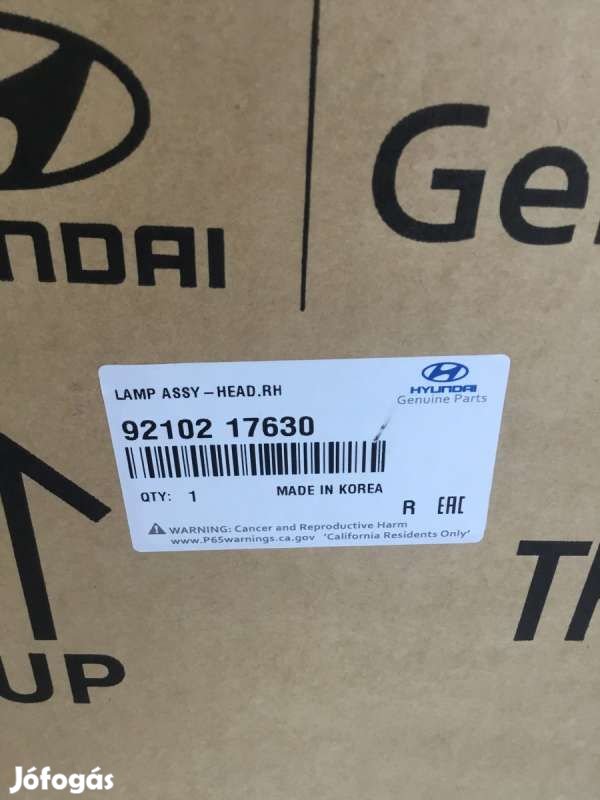 NDAI
Ge
LAMP ASSY-HEAD.RH
HYUNDAI
Genuine Parts
92102 17630
QTY: 1
MADE IN KOREA
R EAC
WARNING: Cancer and Reproductive Harm
www.P65warnings.ca.gov 'California Residents Only'
TH
UP
Jófogás